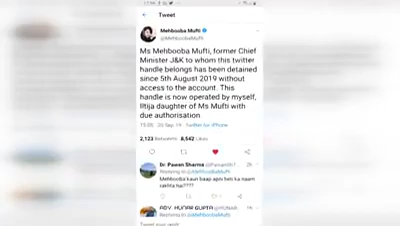 Tweet
Mehbooba Mufti
@MehboobaMufti
Ms Mehbooba Mufti, former Chief
Minister J&K to whom this twitter
handle belongs has been detained
since 5th August 2019 without
access to the account. This
handle is now operated by myself,
Iltija daughter of Ms Mufti with
due authorisation
20 Sep 19 Twitter for iPhone
2,123 Retweets 8,542 Likes
Dr. Pawan Sharma
Replying to @MehboobaMufti
Mehbooba kaun baap apni beti ka naam
rakhta hai????
ADV. HUNAR GUPTA
Replying to @MehboobaMufti
Tweet your reply